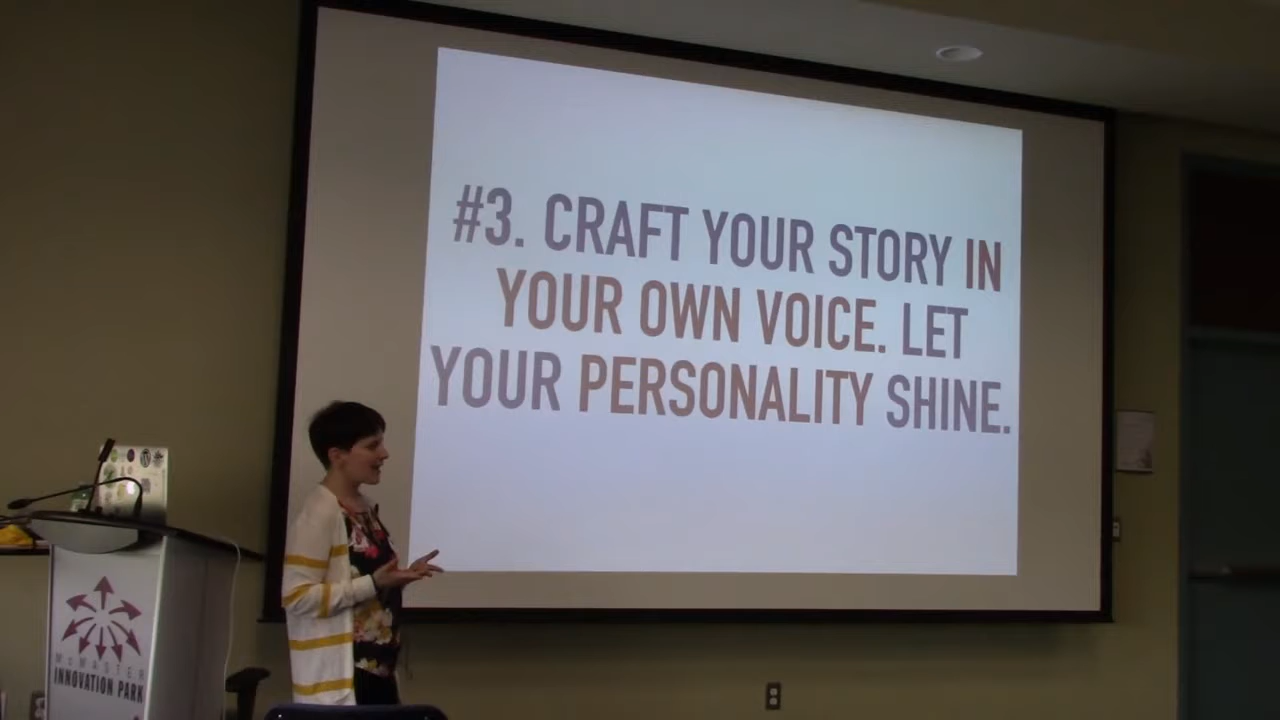 #3. CRAFT YOUR STORY IN
YOUR OWN VOICE. LET
YOUR PERSONALITY SHINE.
McMASTER
INNOVATION PARK